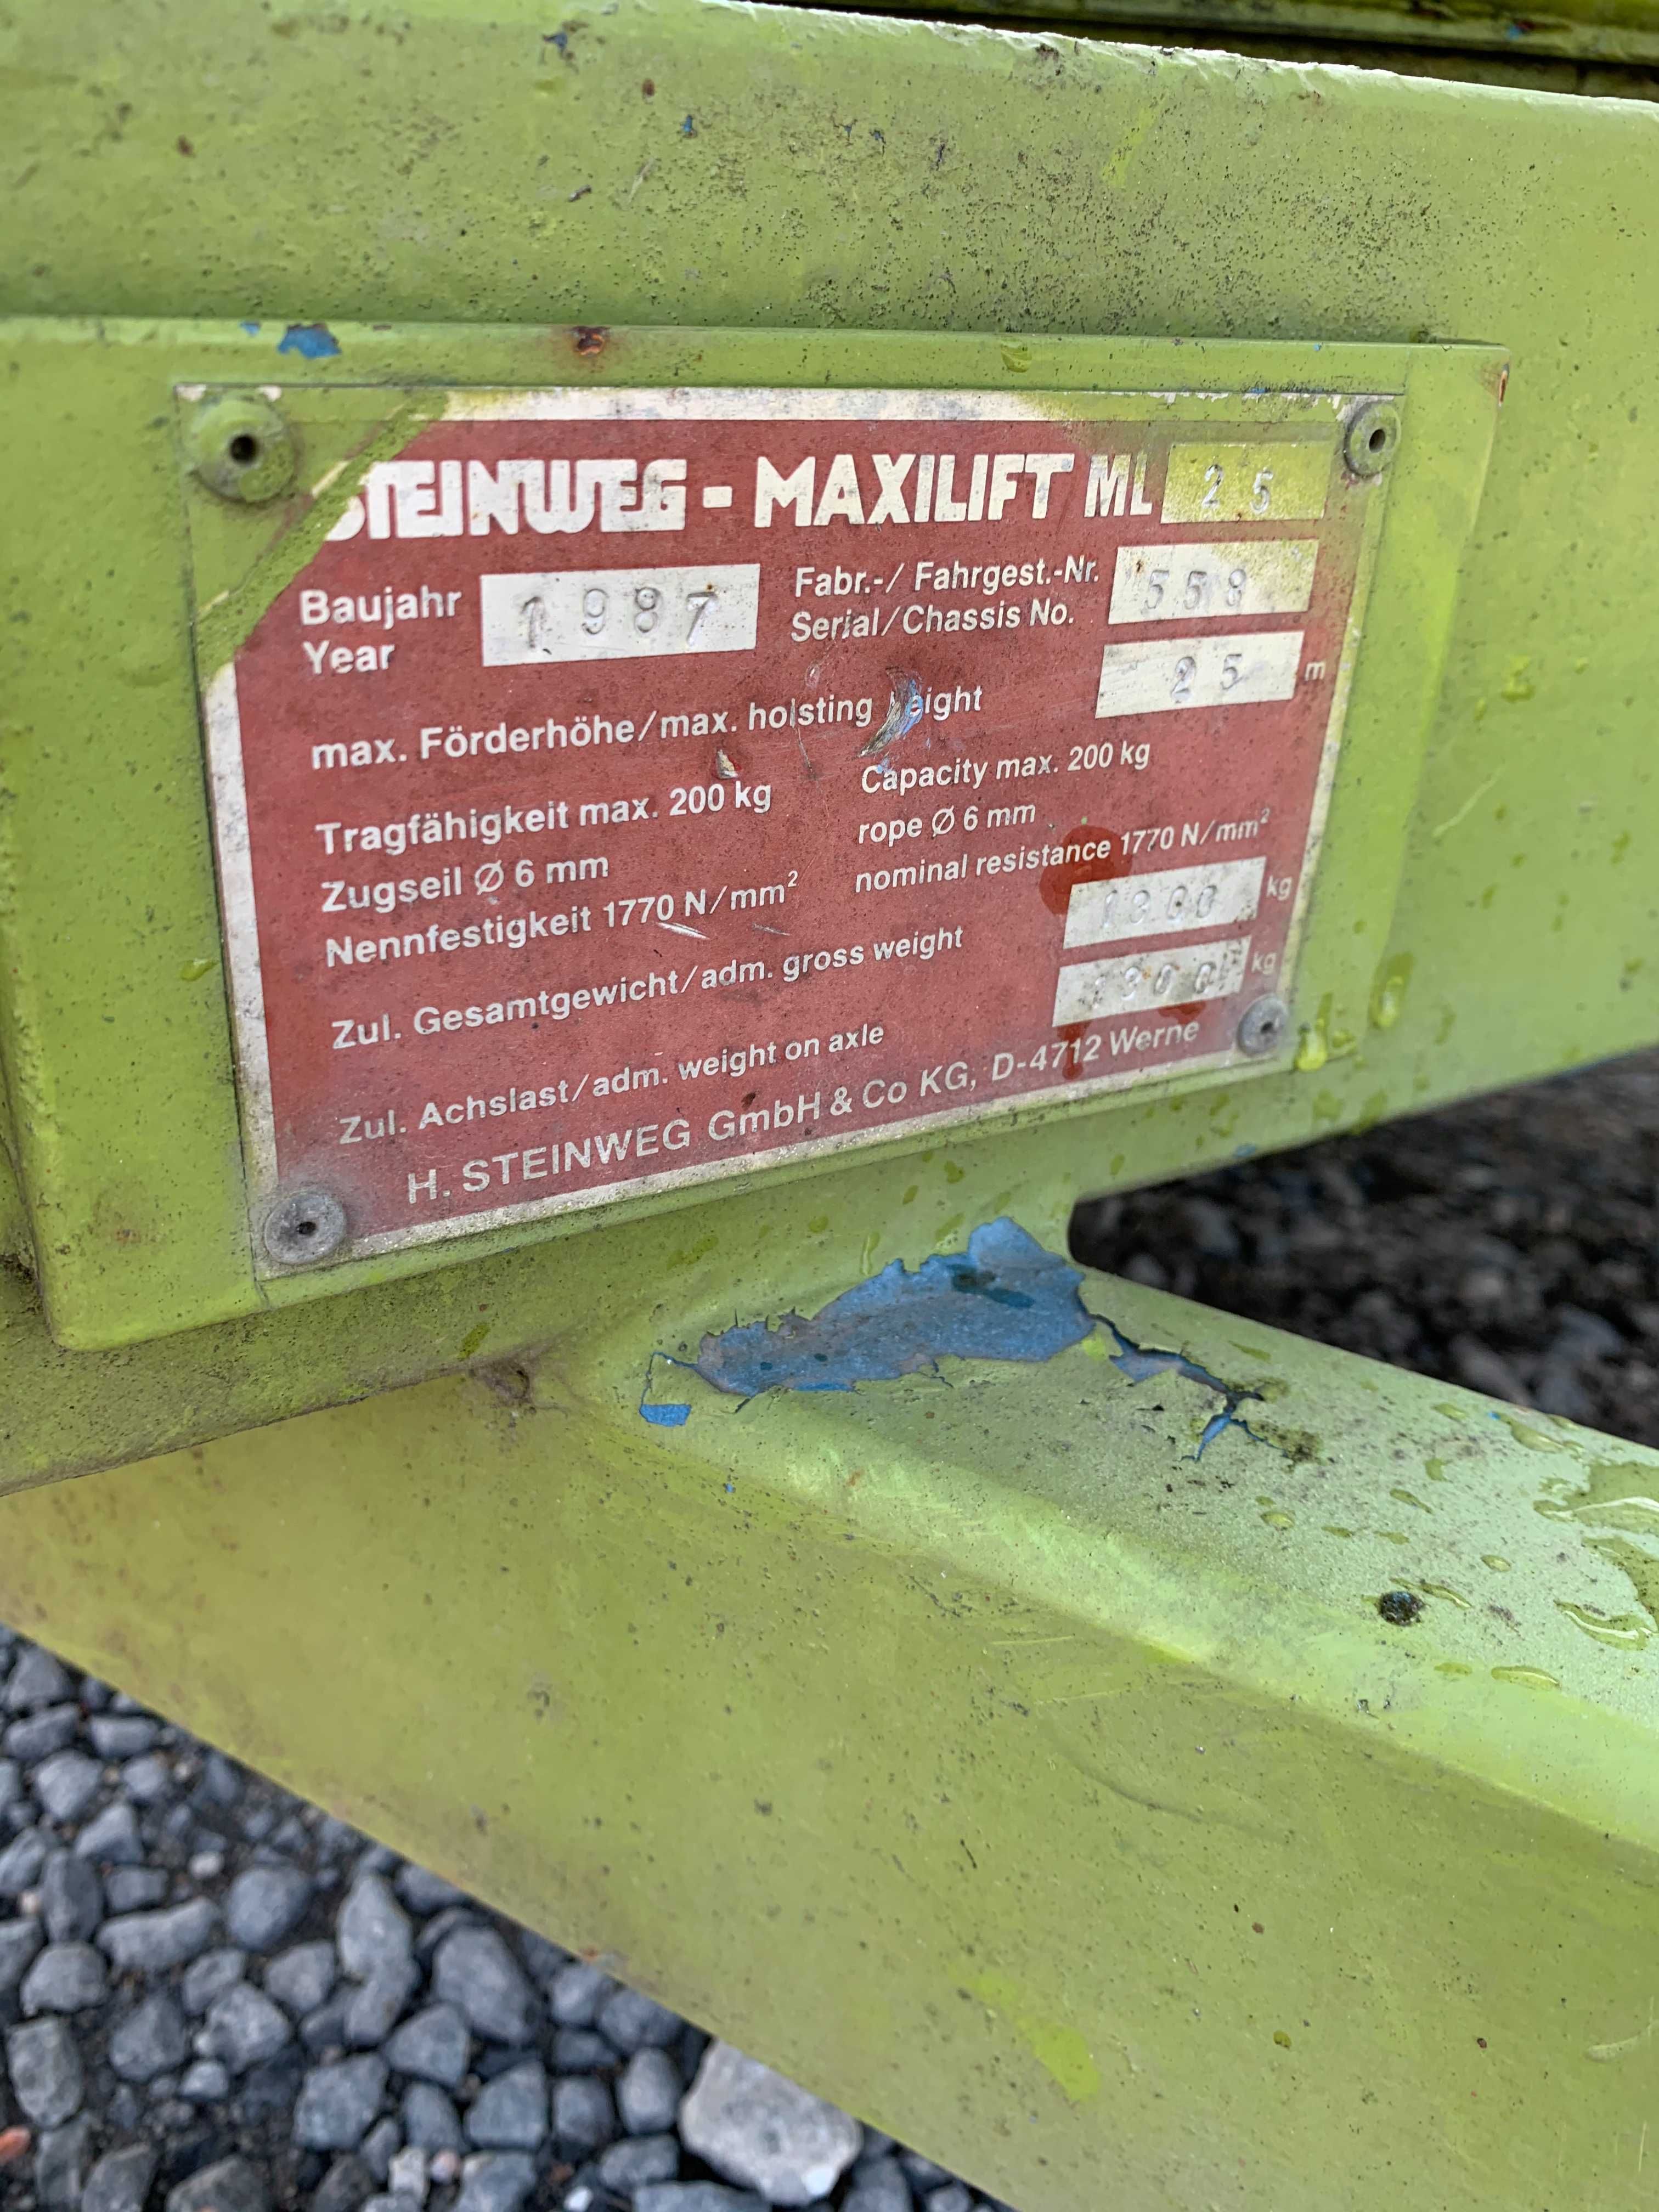 STEINWEG - MAXILIFT ML 25
Baujahr 1987 Fabr.-/ Fahrgest.-Nr. 558
Year Serial/Chassis No.
max. Förderhöhe/max. hoisting height 25 m
Tragfähigkeit max. 200 kg Capacity max. 200 kg
Zugseil Ø 6 mm rope Ø 6 mm
Nennfestigkeit 1770 N/mm² nominal resistance 1770 N/mm²
Zul. Gesamtgewicht/adm. gross weight 1300 kg
Zul. Achslast/adm. weight on axle 1300 kg
H. STEINWEG GmbH & Co KG, D-4712 Werne